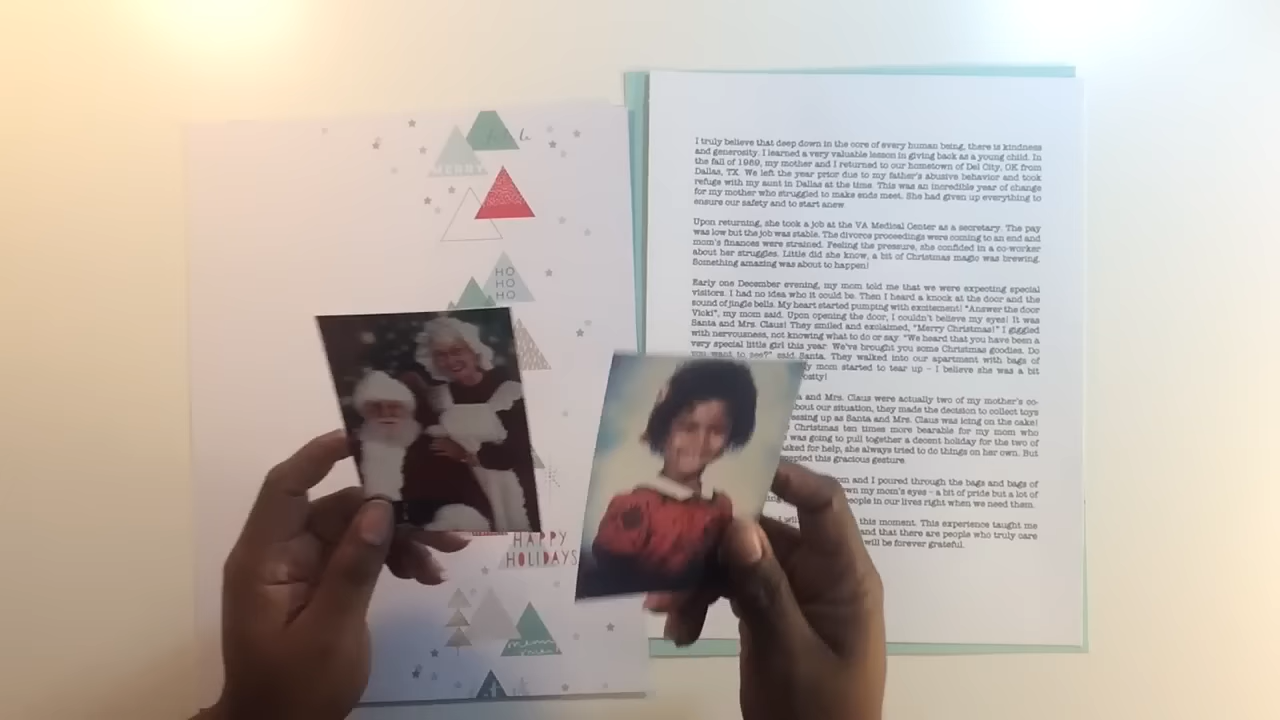 MERRY
HO
HO
HO
HAPPY
HOLIDAYS
I truly believe that deep down in the core of every human being, there is kindness
and generosity. I learned a very valuable lesson in giving back as a young child. In
the fall of 1989, my mother and I returned to our hometown of Del City, OK from
Dallas, TX. We left the year prior due to my father's abusive behavior and took
refuge with my aunt in Dallas at the time. This was an incredible year of change
for my mother who struggled to make ends meet. She had given up everything to
ensure our safety and to start anew.
Upon returning, she took a job at the VA Medical Center as a secretary. The pay
was low but the job was stable. The divorce proceedings were coming to an end and
mom's finances were strained. Feeling the pressure, she confided in a co-worker
about her struggles. Little did she know, a bit of Christmas magic was brewing.
Something amazing was about to happen!
Early one December evening, my mom told me that we were expecting special
visitors. I had no idea who it could be. Then I heard a knock at the door and the
sound of jingle bells. My heart started pumping with excitement! "Answer the door
Vicki", my mom said. Upon opening the door, I couldn't believe my eyes! It was
Santa and Mrs. Claus! They smiled and exclaimed, "Merry Christmas!" I giggled
with nervousness, not knowing what to do or say. "We heard that you have been a
very special little girl this year. We've brought you some Christmas goodies. Do
you want to see?" said Santa. They walked into our apartment with bags of
my mom started to tear up – I believe she was a bit
and Mrs. Claus were actually two of my mother's co-
about our situation, they made the decision to collect toys
up as Santa and Mrs. Claus was icing on the cake!
Christmas ten times more bearable for my mom who
was going to pull together a decent holiday for the two of
asked for help, she always tried to do things on her own. But
this gracious gesture.
and I poured through the bags and bags of
my mom's eyes – a bit of pride but a lot of
people in our lives right when we need them.
this moment. This experience taught me
and that there are people who truly care
will be forever grateful.